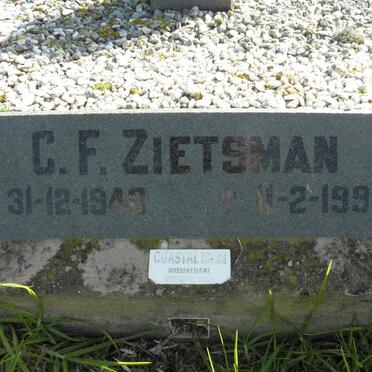 C. F. ZIETSMAN
31-12-1940
11-2-199
COASTAL
MOSSELBAAI